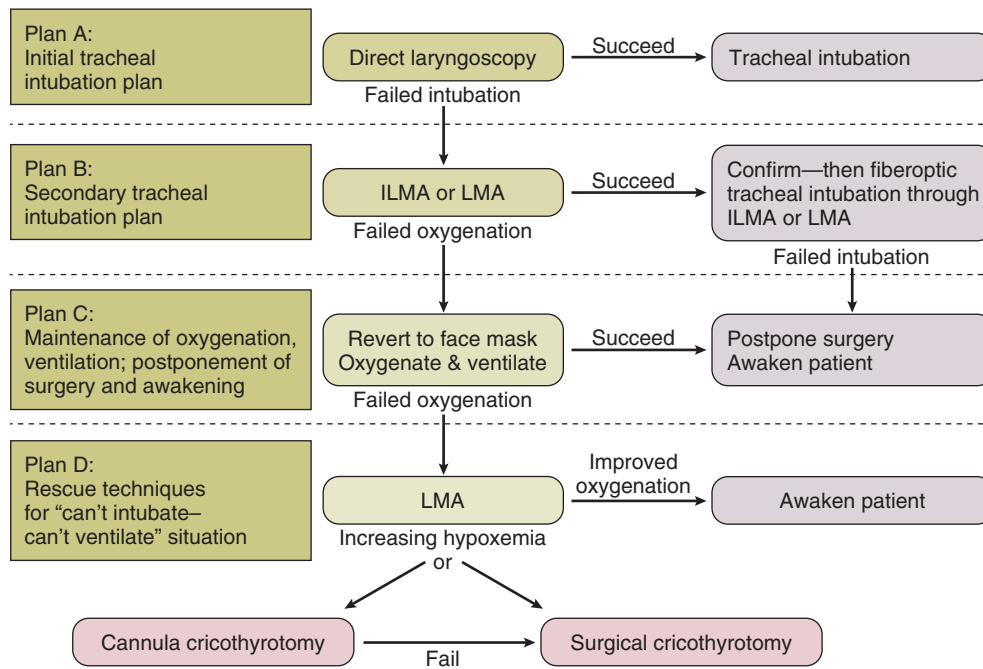 Plan A:
Initial tracheal
intubation plan
Direct laryngoscopy
Succeed
Tracheal intubation
Failed intubation
Plan B:
Secondary tracheal
intubation plan
ILMA or LMA
Succeed
Confirm—then fiberoptic
tracheal intubation through
ILMA or LMA
Failed oxygenation
Failed intubation
Plan C:
Maintenance of oxygenation,
ventilation; postponement of
surgery and awakening
Revert to face mask
Oxygenate & ventilate
Succeed
Postpone surgery
Awaken patient
Failed oxygenation
Plan D:
Rescue techniques
for “can’t intubate–
can’t ventilate” situation
LMA
Improved
oxygenation
Awaken patient
Increasing hypoxemia
or
Cannula cricothyrotomy
Fail
Surgical cricothyrotomy